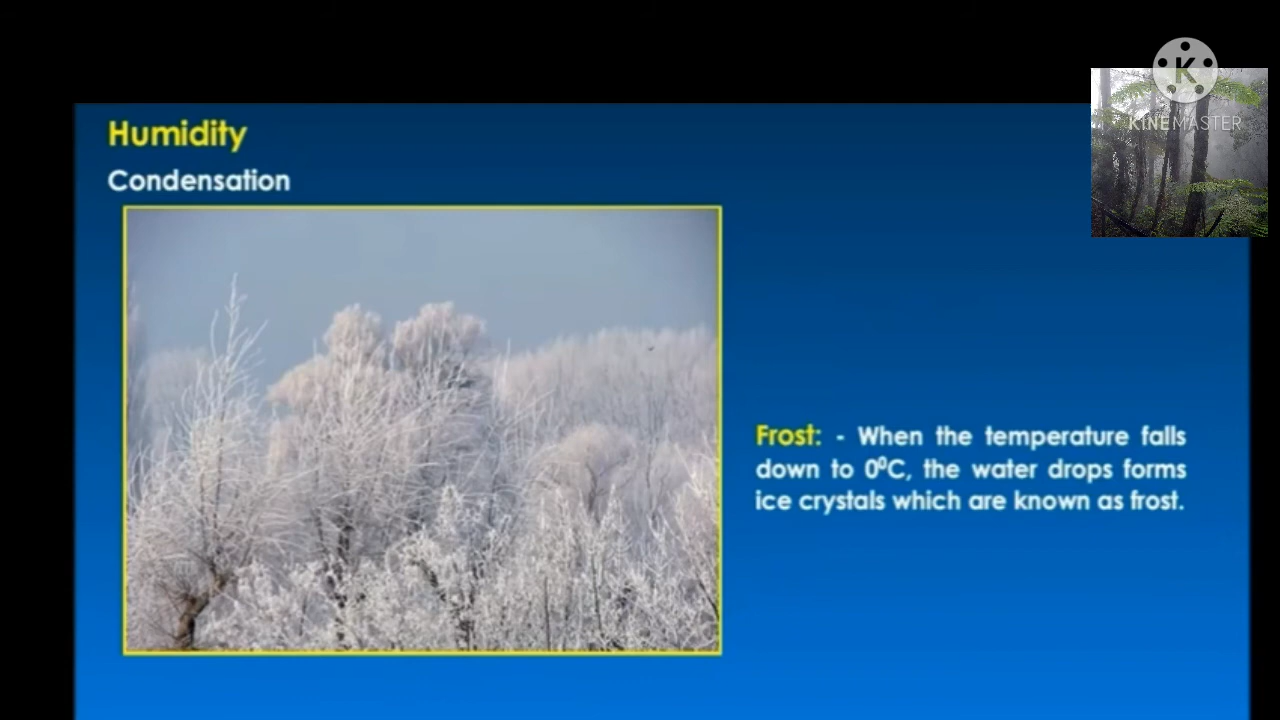 Humidity
Condensation
KINEMASTER
Frost: - When the temperature falls
down to 0⁰C, the water drops forms
ice crystals which are known as frost.